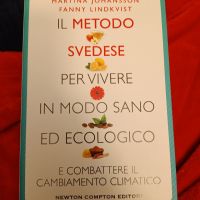 MARTINA JOHANSSON
FANNY LINDKVIST
IL METODO
SVEDESE
PER VIVERE
IN MODO SANO
ED ECOLOGICO
E COMBATTERE IL
CAMBIAMENTO CLIMATICO
NEWTON COMPTON EDITORI